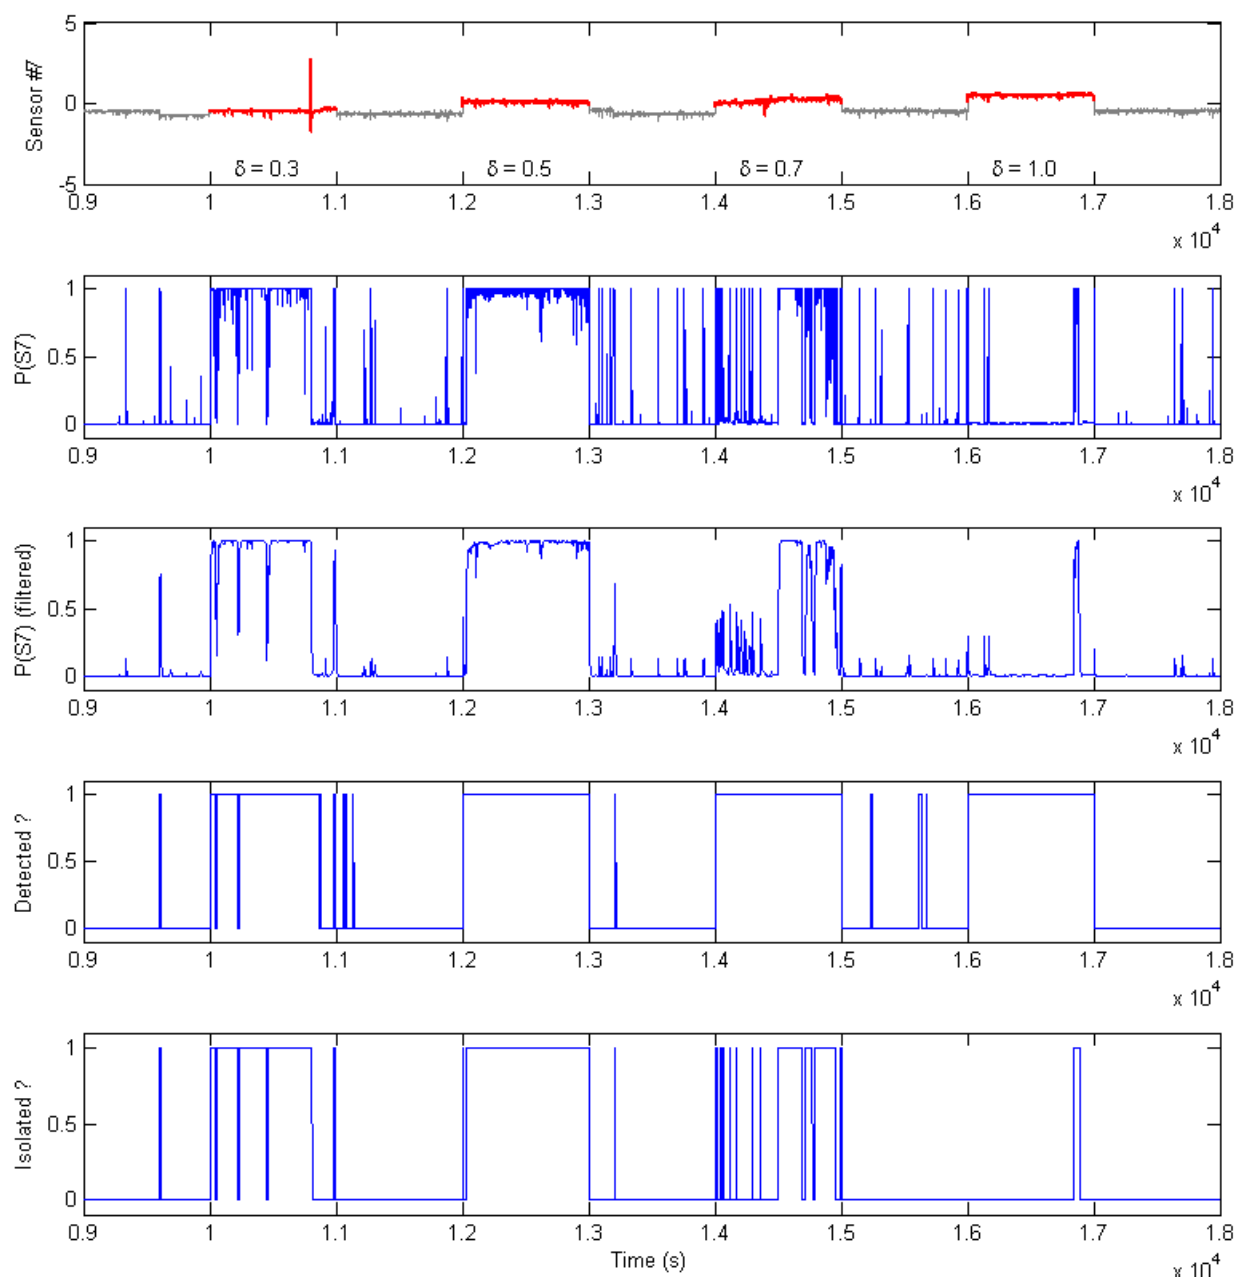 5
0
-5
Sensor #7
δ = 0.3
δ = 0.5
δ = 0.7
δ = 1.0
0.9 1 1.1 1.2 1.3 1.4 1.5 1.6 1.7 1.8
x 10^4
1
0.5
0
P(S7)
0.9 1 1.1 1.2 1.3 1.4 1.5 1.6 1.7 1.8
x 10^4
1
0.5
0
P(S7) (filtered)
0.9 1 1.1 1.2 1.3 1.4 1.5 1.6 1.7 1.8
x 10^4
1
0.5
0
Detected ?
0.9 1 1.1 1.2 1.3 1.4 1.5 1.6 1.7 1.8
x 10^4
1
0.5
0
Isolated ?
0.9 1 1.1 1.2 1.3 1.4 1.5 1.6 1.7 1.8
Time (s)
x 10^4